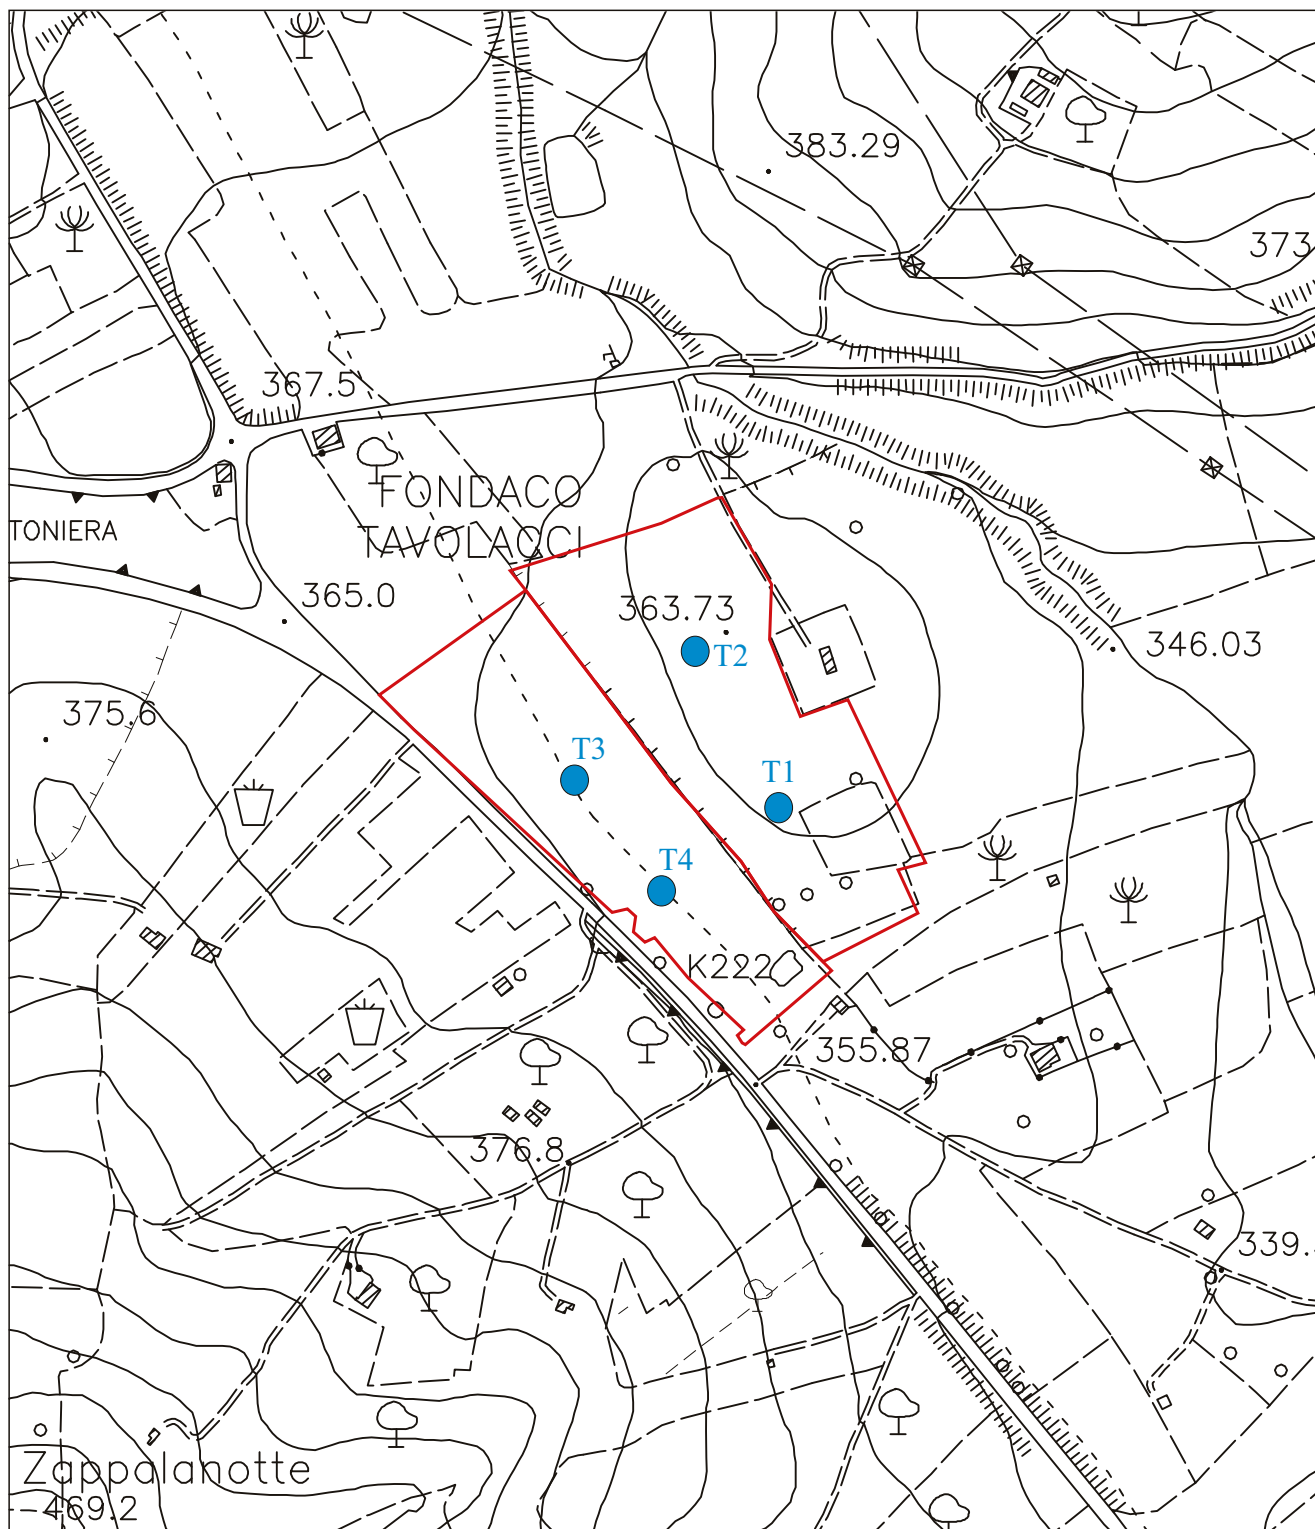 383.29
373
367.5
FONDACO
TAVOLACCI
TONIERA
365.0
363.73
346.03
T2
375.6
T3
T1
T4
K222
355.87
376.8
339.
Zappalanotte
469.2